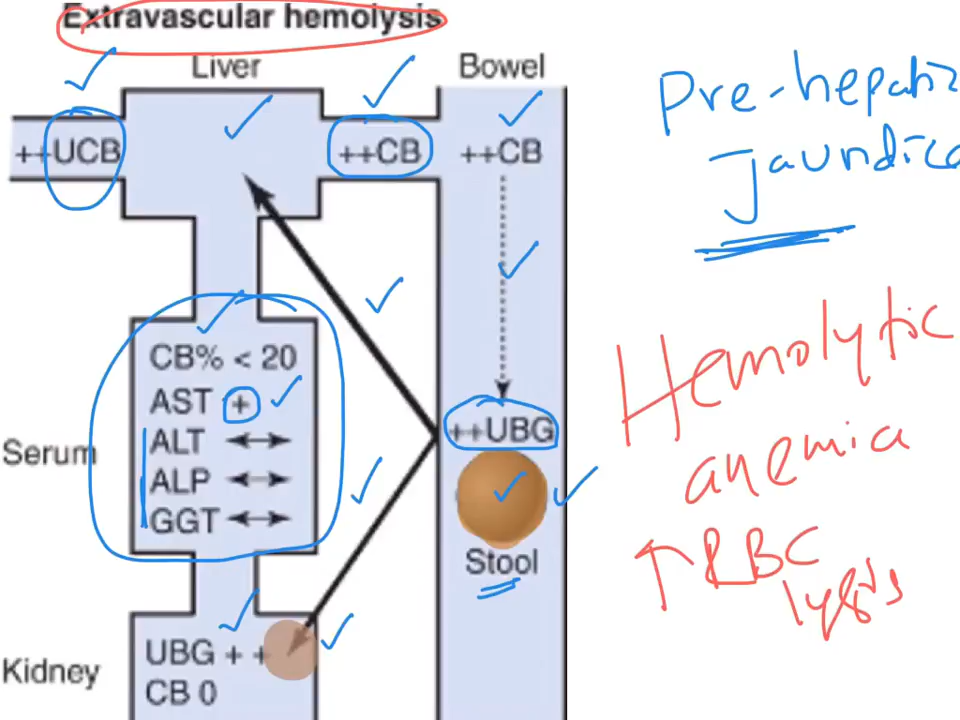 Extravascular hemolysis
Liver
Bowel
++UCB
++CB
++CB
Pre-hepatic
Jaundice
CB% < 20
AST +
ALT ↔
ALP ↔
GGT ↔
Serum
++UBG
Stool
Hemolytic
anemia
↑ RBC
lysis
Kidney
UBG + +
CB 0